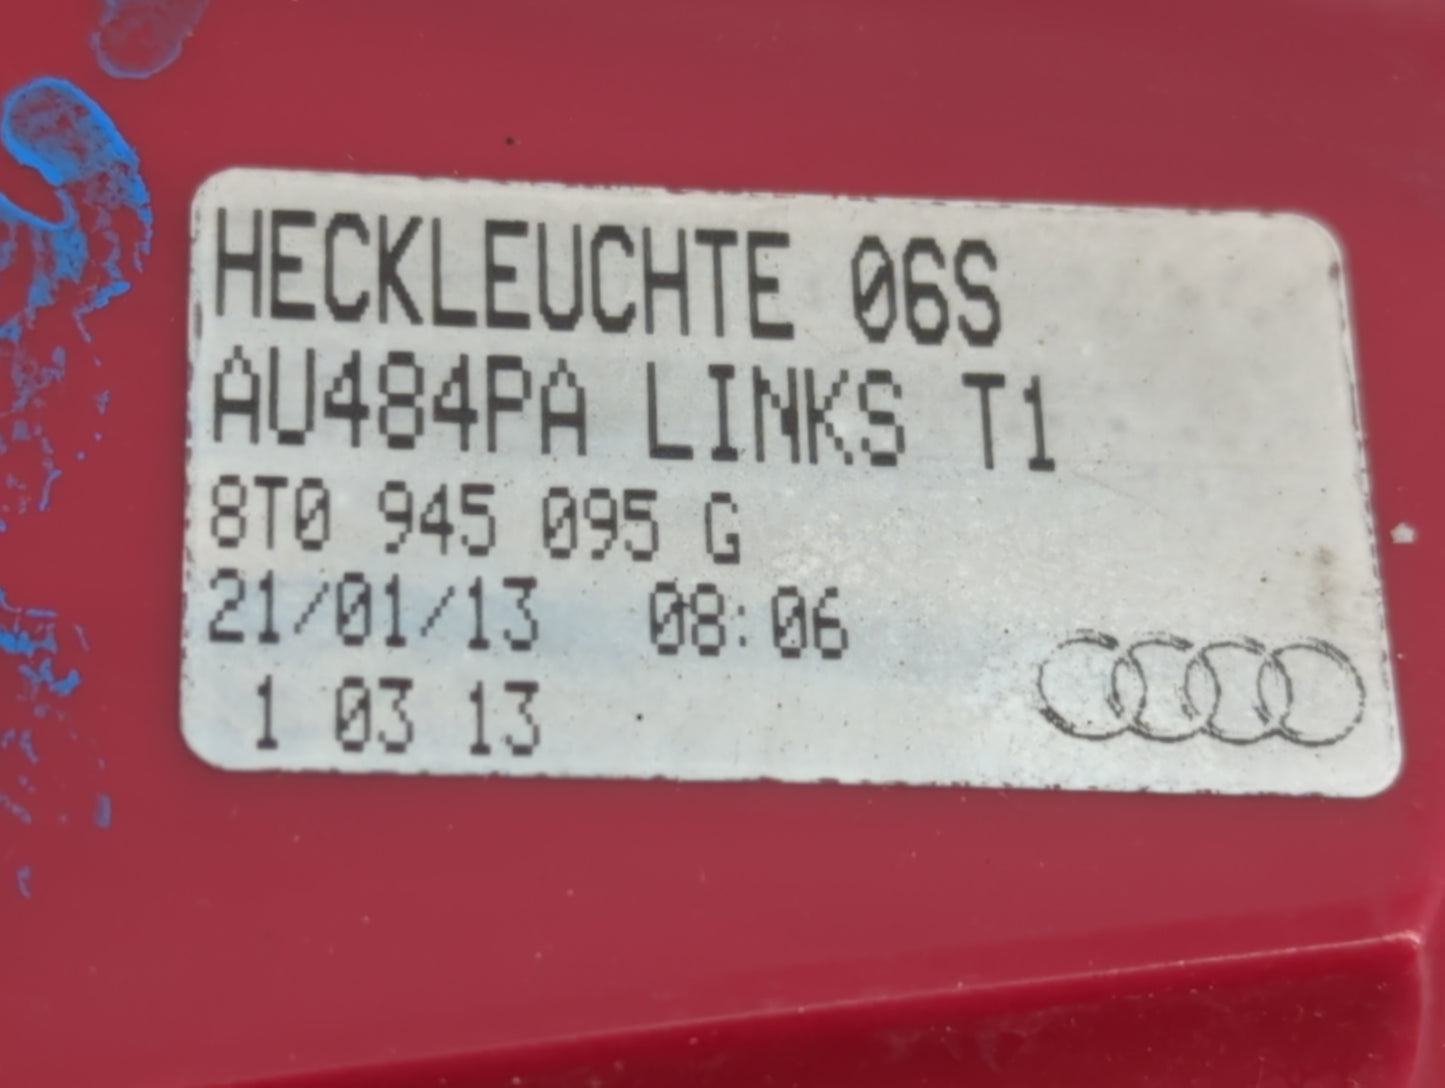 HECKLEUCHTE 06S
AU484PA LINKS T1
8T0 945 095 G
21/01/13 08:06
1 03 13